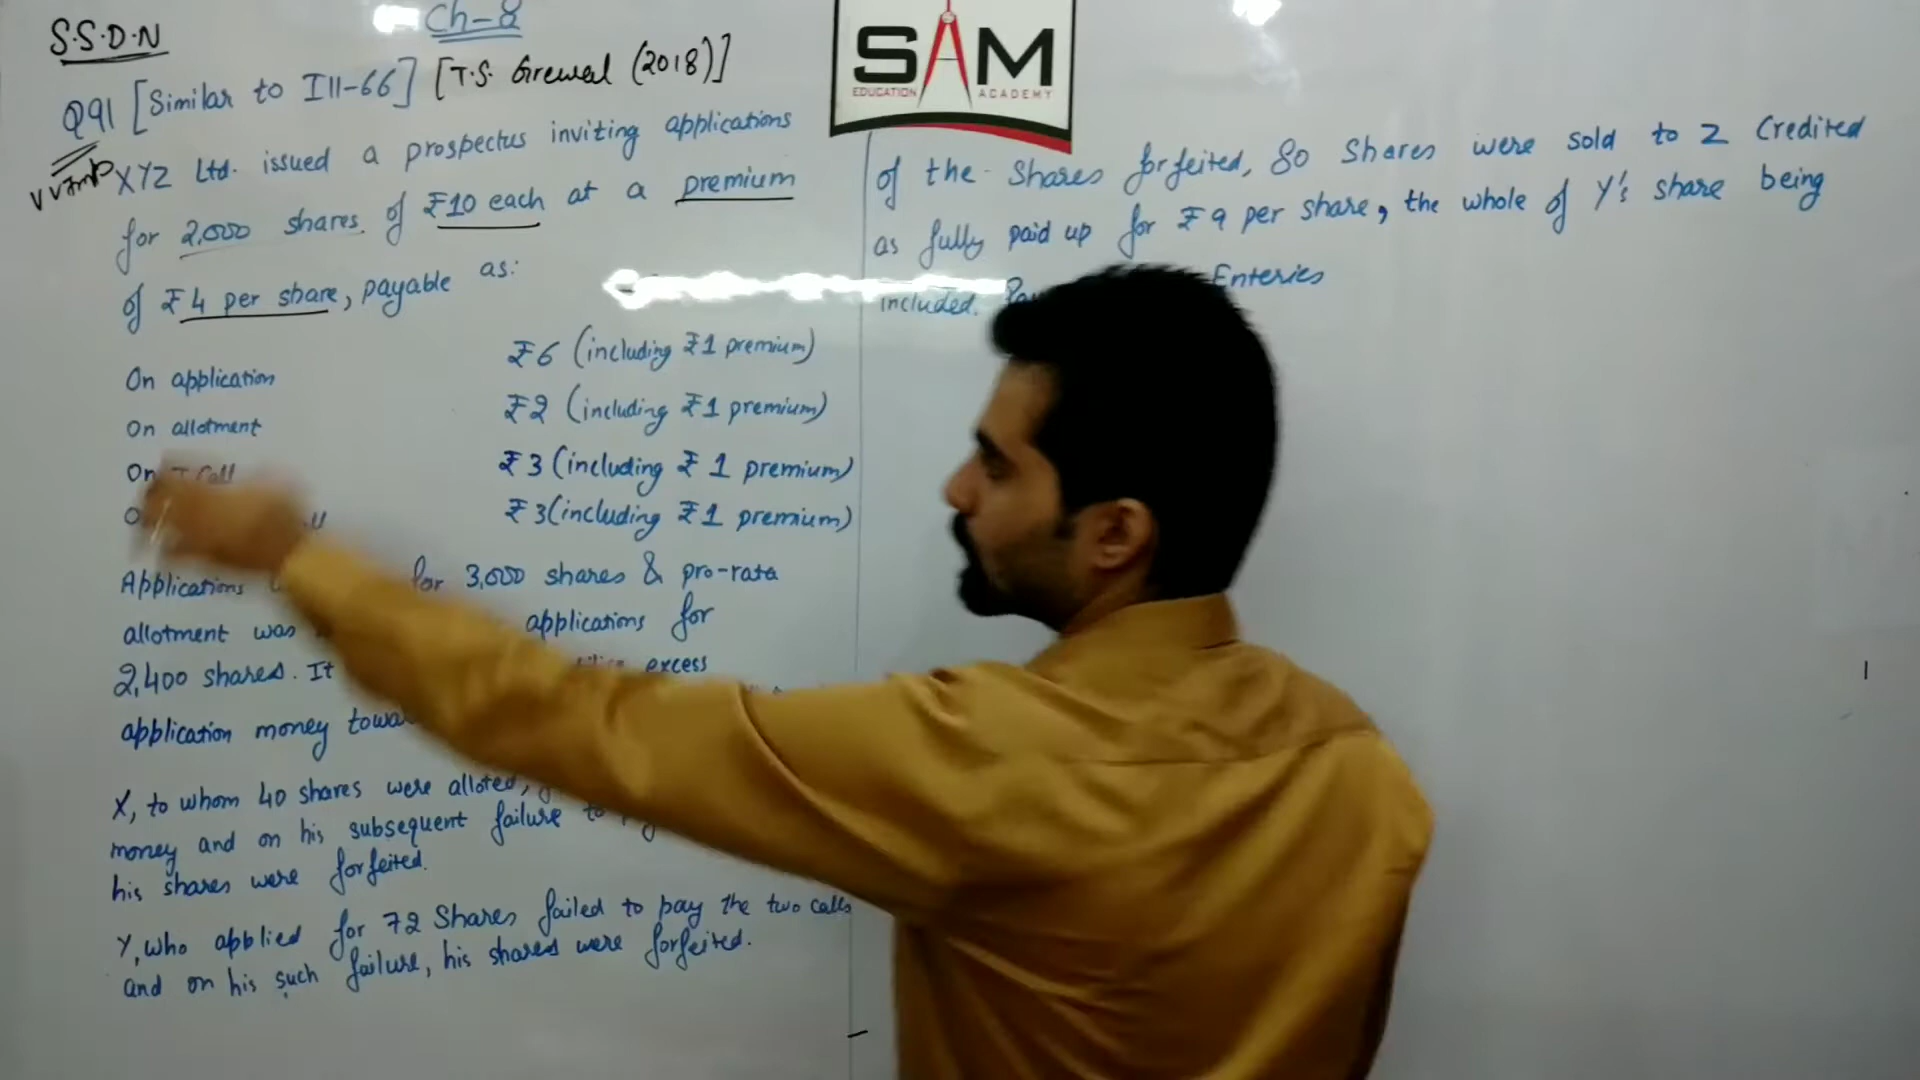 S.S.D.N
Ch-8
SAM
EDUCATION ACADEMY
Q91 [Similar to Ill-66] [T.S. Grewal (2018)]
VVImp XYZ Ltd. issued a prospectus inviting applications
for 2,000 shares of ₹10 each at a premium
of ₹4 per share, payable as:
On application ₹6 (including ₹1 premium)
On allotment ₹2 (including ₹1 premium)
On I Call ₹3 (including ₹1 premium)
₹3 (including ₹1 premium)
Applications for 3,000 shares & pro-rata
allotment was applications for
2,400 shares. It excess
application money
X, to whom 40 shares were alloted,
money and on his subsequent failure to
his shares were forfeited.
Y, who applied for 72 Shares failed to pay the two calls
and on his such failure, his shares were forfeited.
of the Shares forfeited, 80 Shares were sold to Z Credited
as fully paid up for ₹9 per share, the whole of Y's share being
included. Enteries